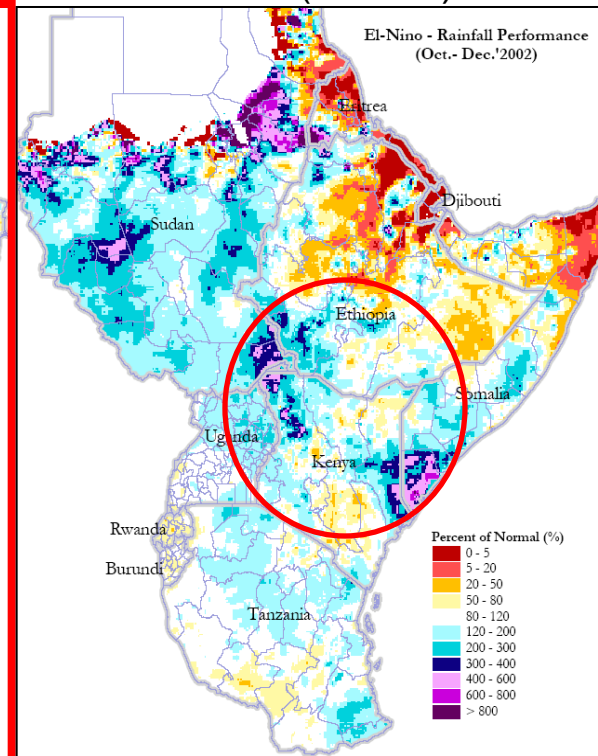 El-Nino - Rainfall Performance
(Oct.- Dec.'2002)
Eritrea
Djibouti
Sudan
Ethiopia
Somalia
Uganda
Kenya
Rwanda
Burundi
Tanzania
Percent of Normal (%)
0 - 5
5 - 20
20 - 50
50 - 80
80 - 120
120 - 200
200 - 300
300 - 400
400 - 600
600 - 800
> 800